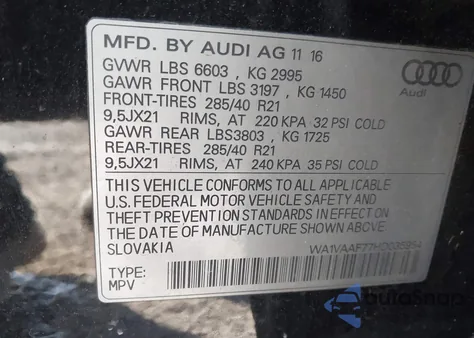 MFD. BY AUDI AG 11 16
GVWR LBS 6603 , KG 2995
GAWR FRONT LBS 3197 , KG 1450
FRONT-TIRES 285/40 R21
9,5JX21 RIMS, AT 220 KPA 32 PSI COLD
GAWR REAR LBS3803 , KG 1725
REAR-TIRES 285/40 R21
9,5JX21 RIMS, AT 240 KPA 35 PSI COLD
Audi
THIS VEHICLE CONFORMS TO ALL APPLICABLE
U.S. FEDERAL MOTOR VEHICLE SAFETY AND
THEFT PREVENTION STANDARDS IN EFFECT ON
THE DATE OF MANUFACTURE SHOWN ABOVE.
SLOVAKIA WA1VAAF77HD035954
TYPE:
MPV
AutoSnap